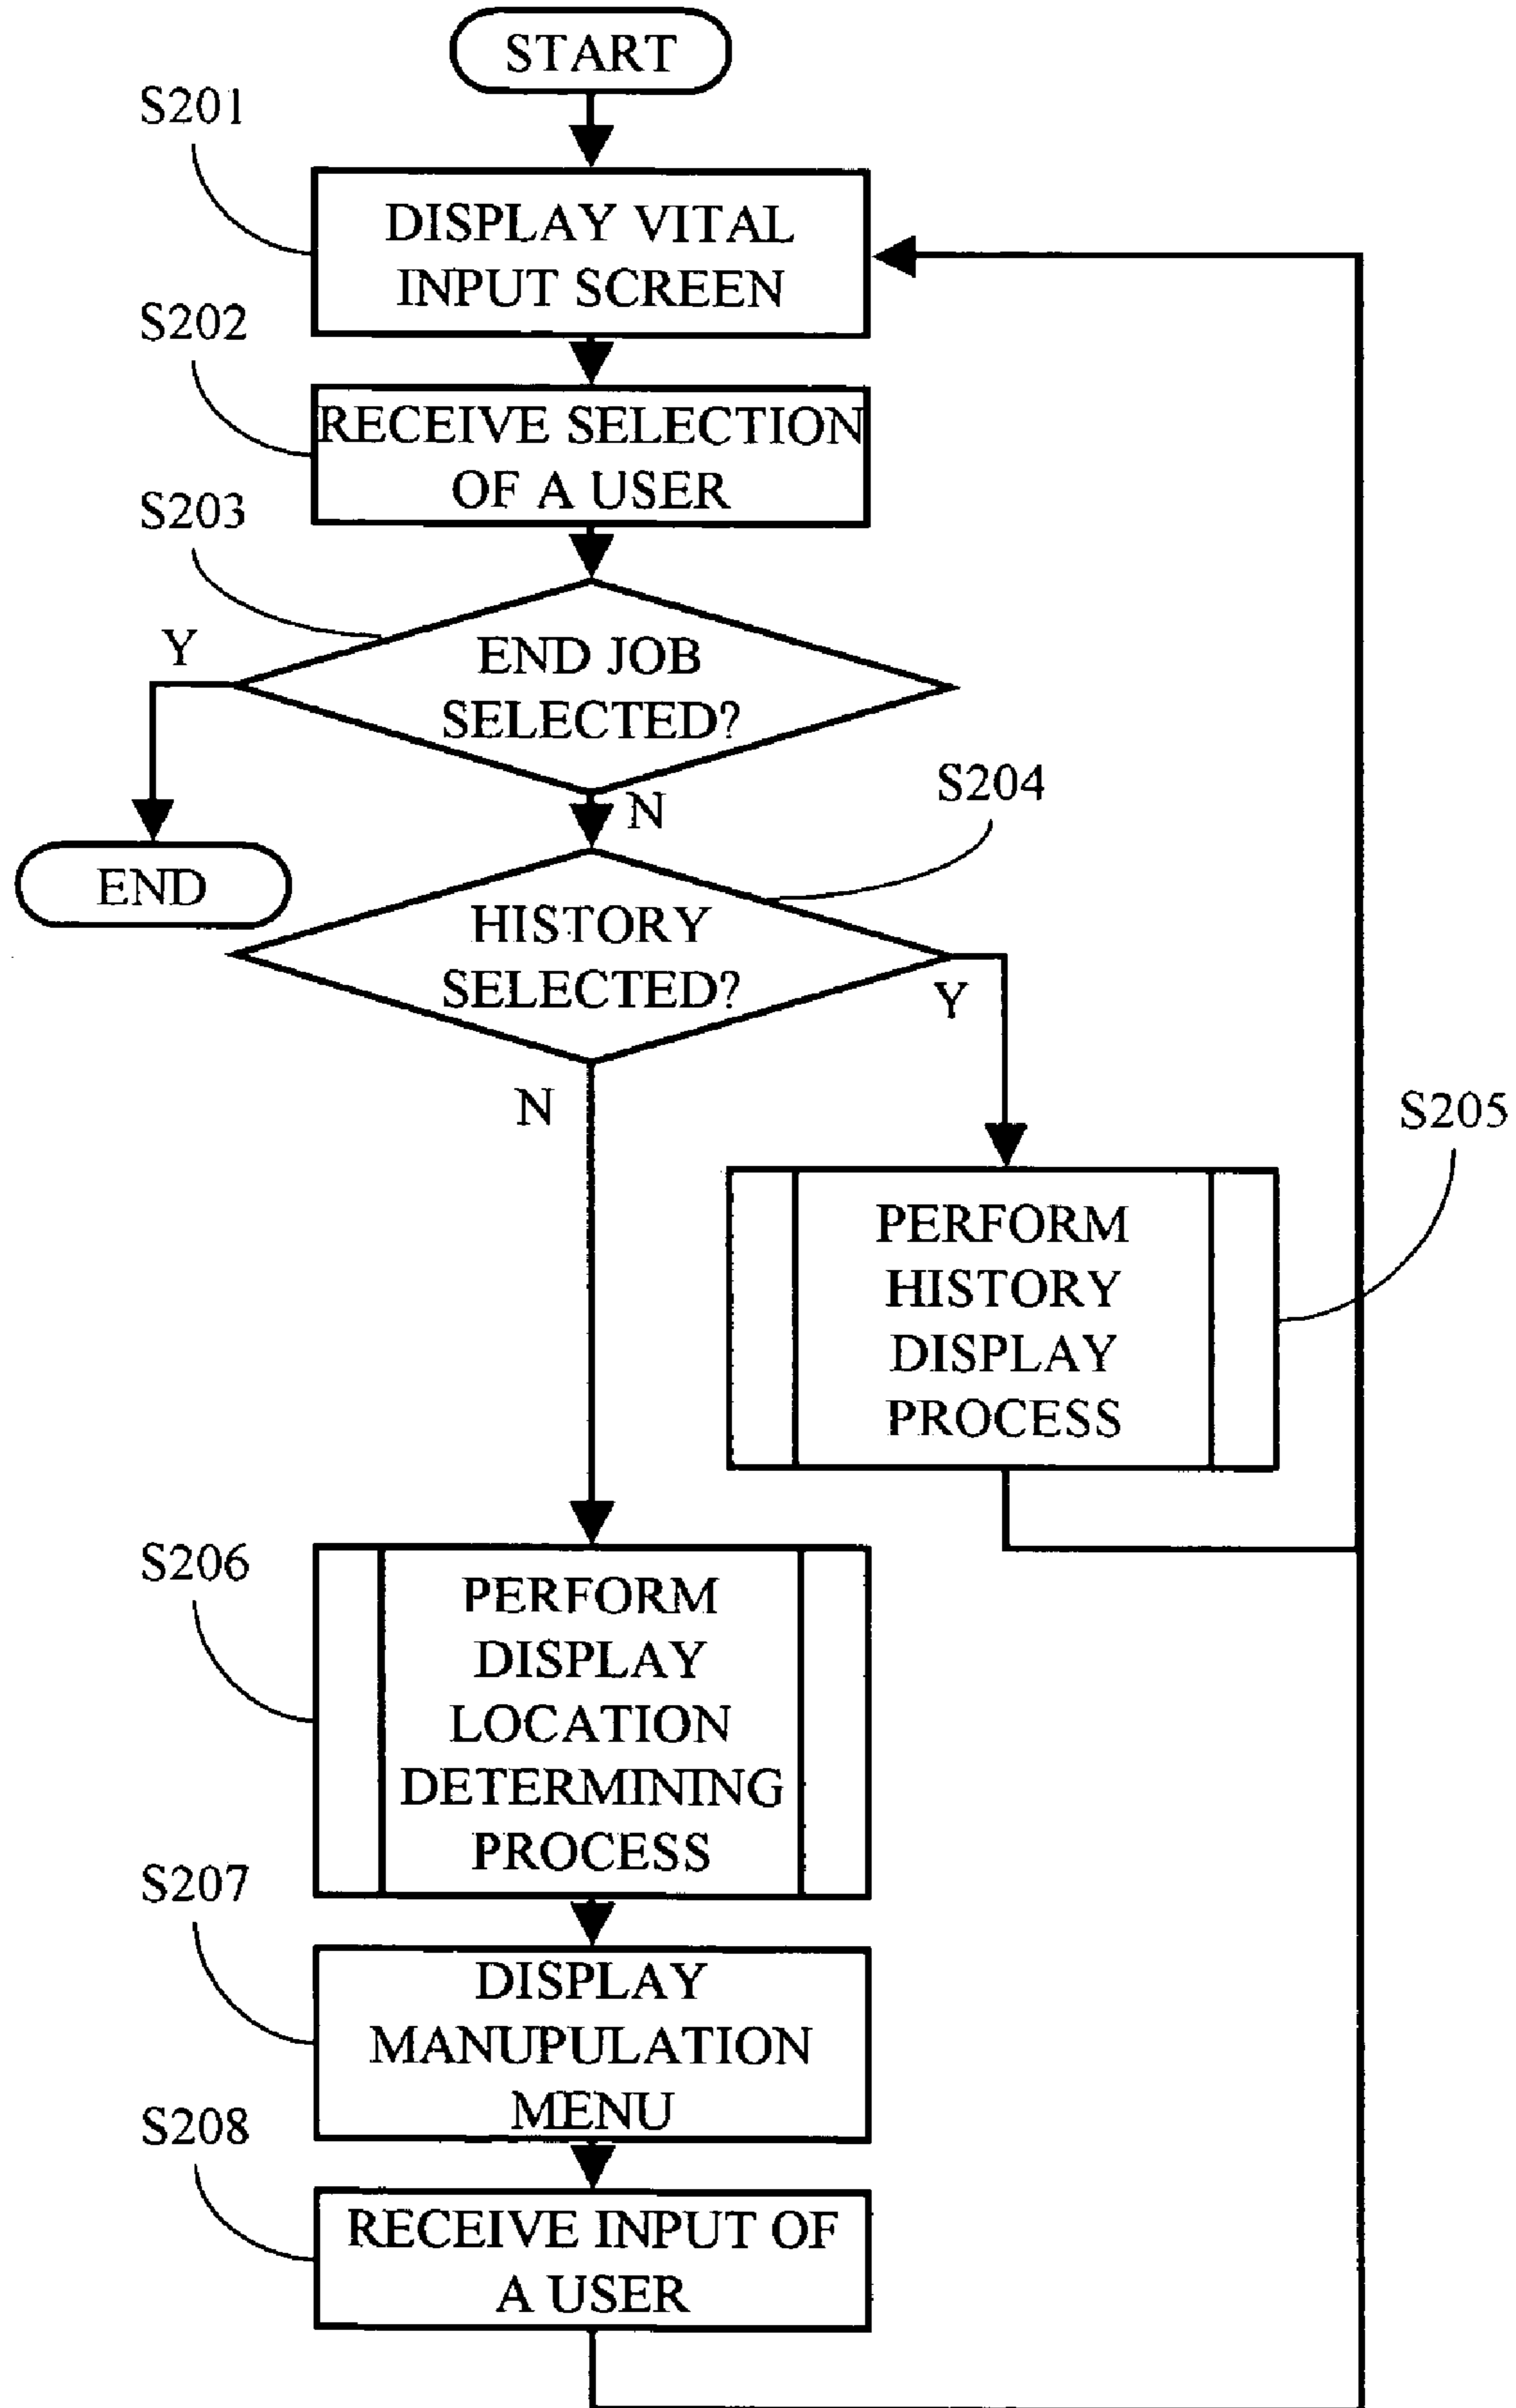 START
S201
DISPLAY VITAL
INPUT SCREEN
S202
RECEIVE SELECTION
OF A USER
S203
Y
END JOB
SELECTED?
N
S204
END
HISTORY
SELECTED?
Y
N
S205
PERFORM
HISTORY
DISPLAY
PROCESS
S206
PERFORM
DISPLAY
LOCATION
DETERMINING
PROCESS
S207
DISPLAY
MANUPULATION
MENU
S208
RECEIVE INPUT OF
A USER